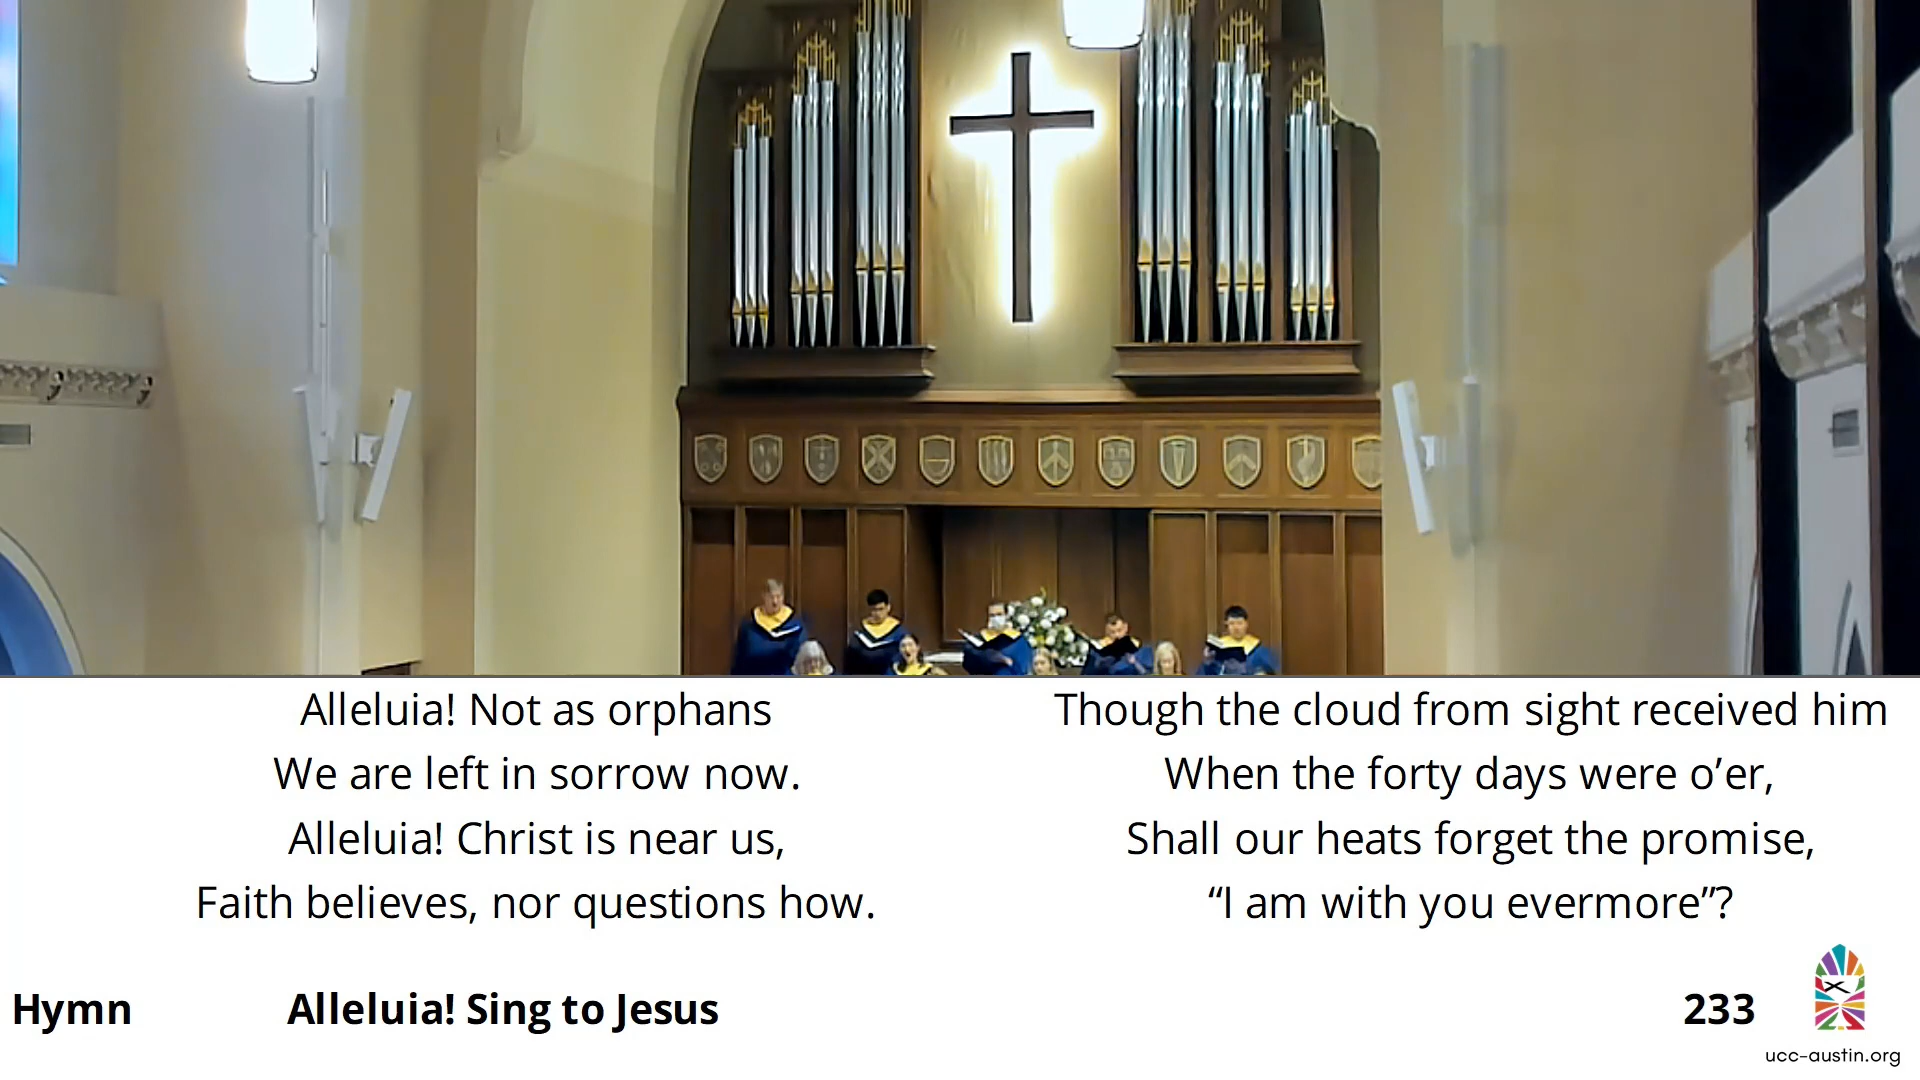 Alleluia! Not as orphans
We are left in sorrow now.
Alleluia! Christ is near us,
Faith believes, nor questions how.
Though the cloud from sight received him
When the forty days were o’er,
Shall our heats forget the promise,
“I am with you evermore”?
Hymn Alleluia! Sing to Jesus 233
ucc-austin.org